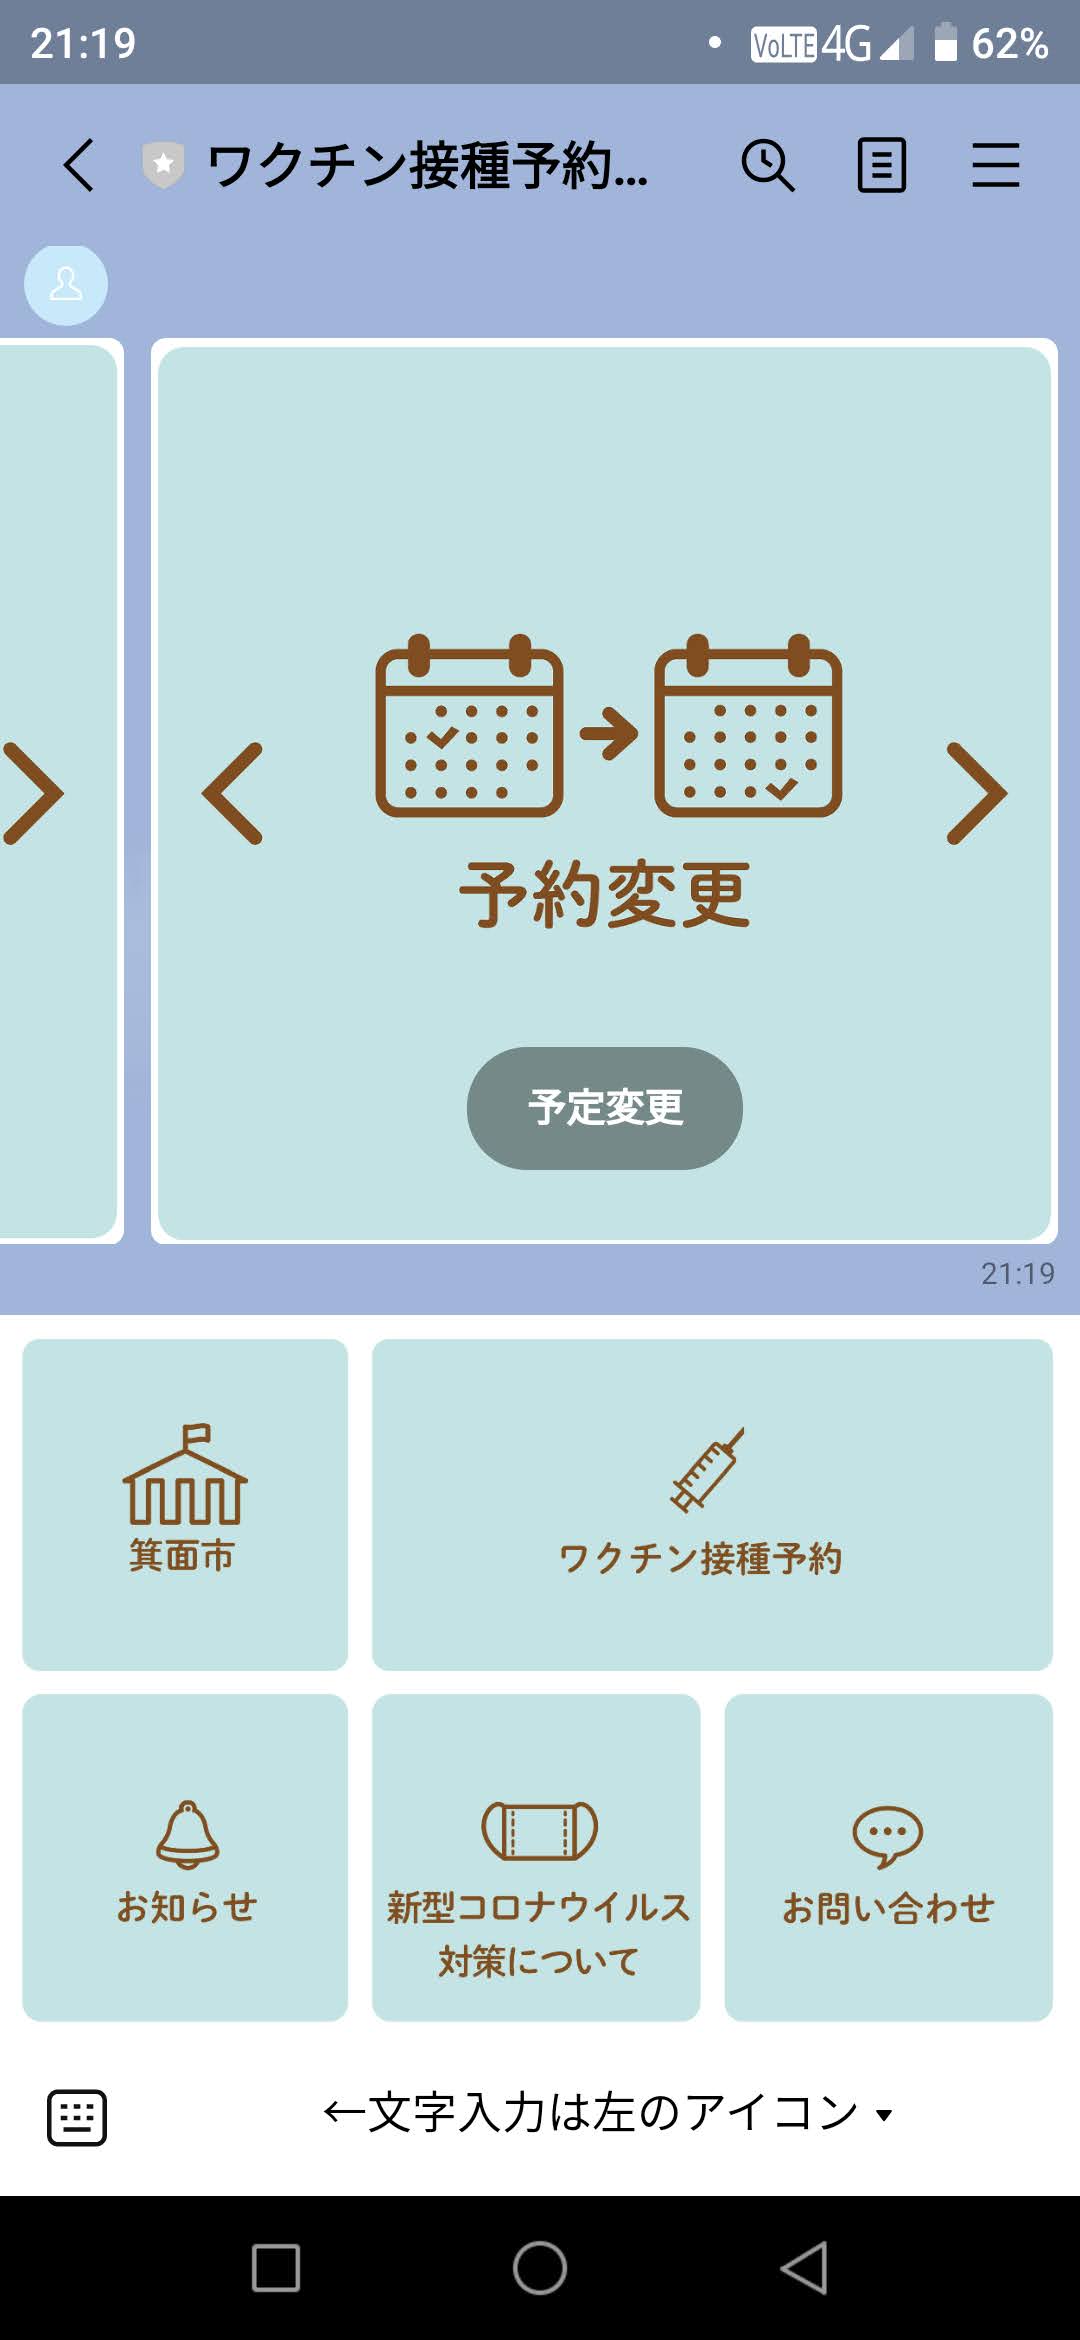 21:19
VoLTE 4G 62%
ワクチン接種予約...
予約変更
予定変更
21:19
箕面市
ワクチン接種予約
お知らせ
新型コロナウイルス
対策について
お問い合わせ
←文字入力は左のアイコン